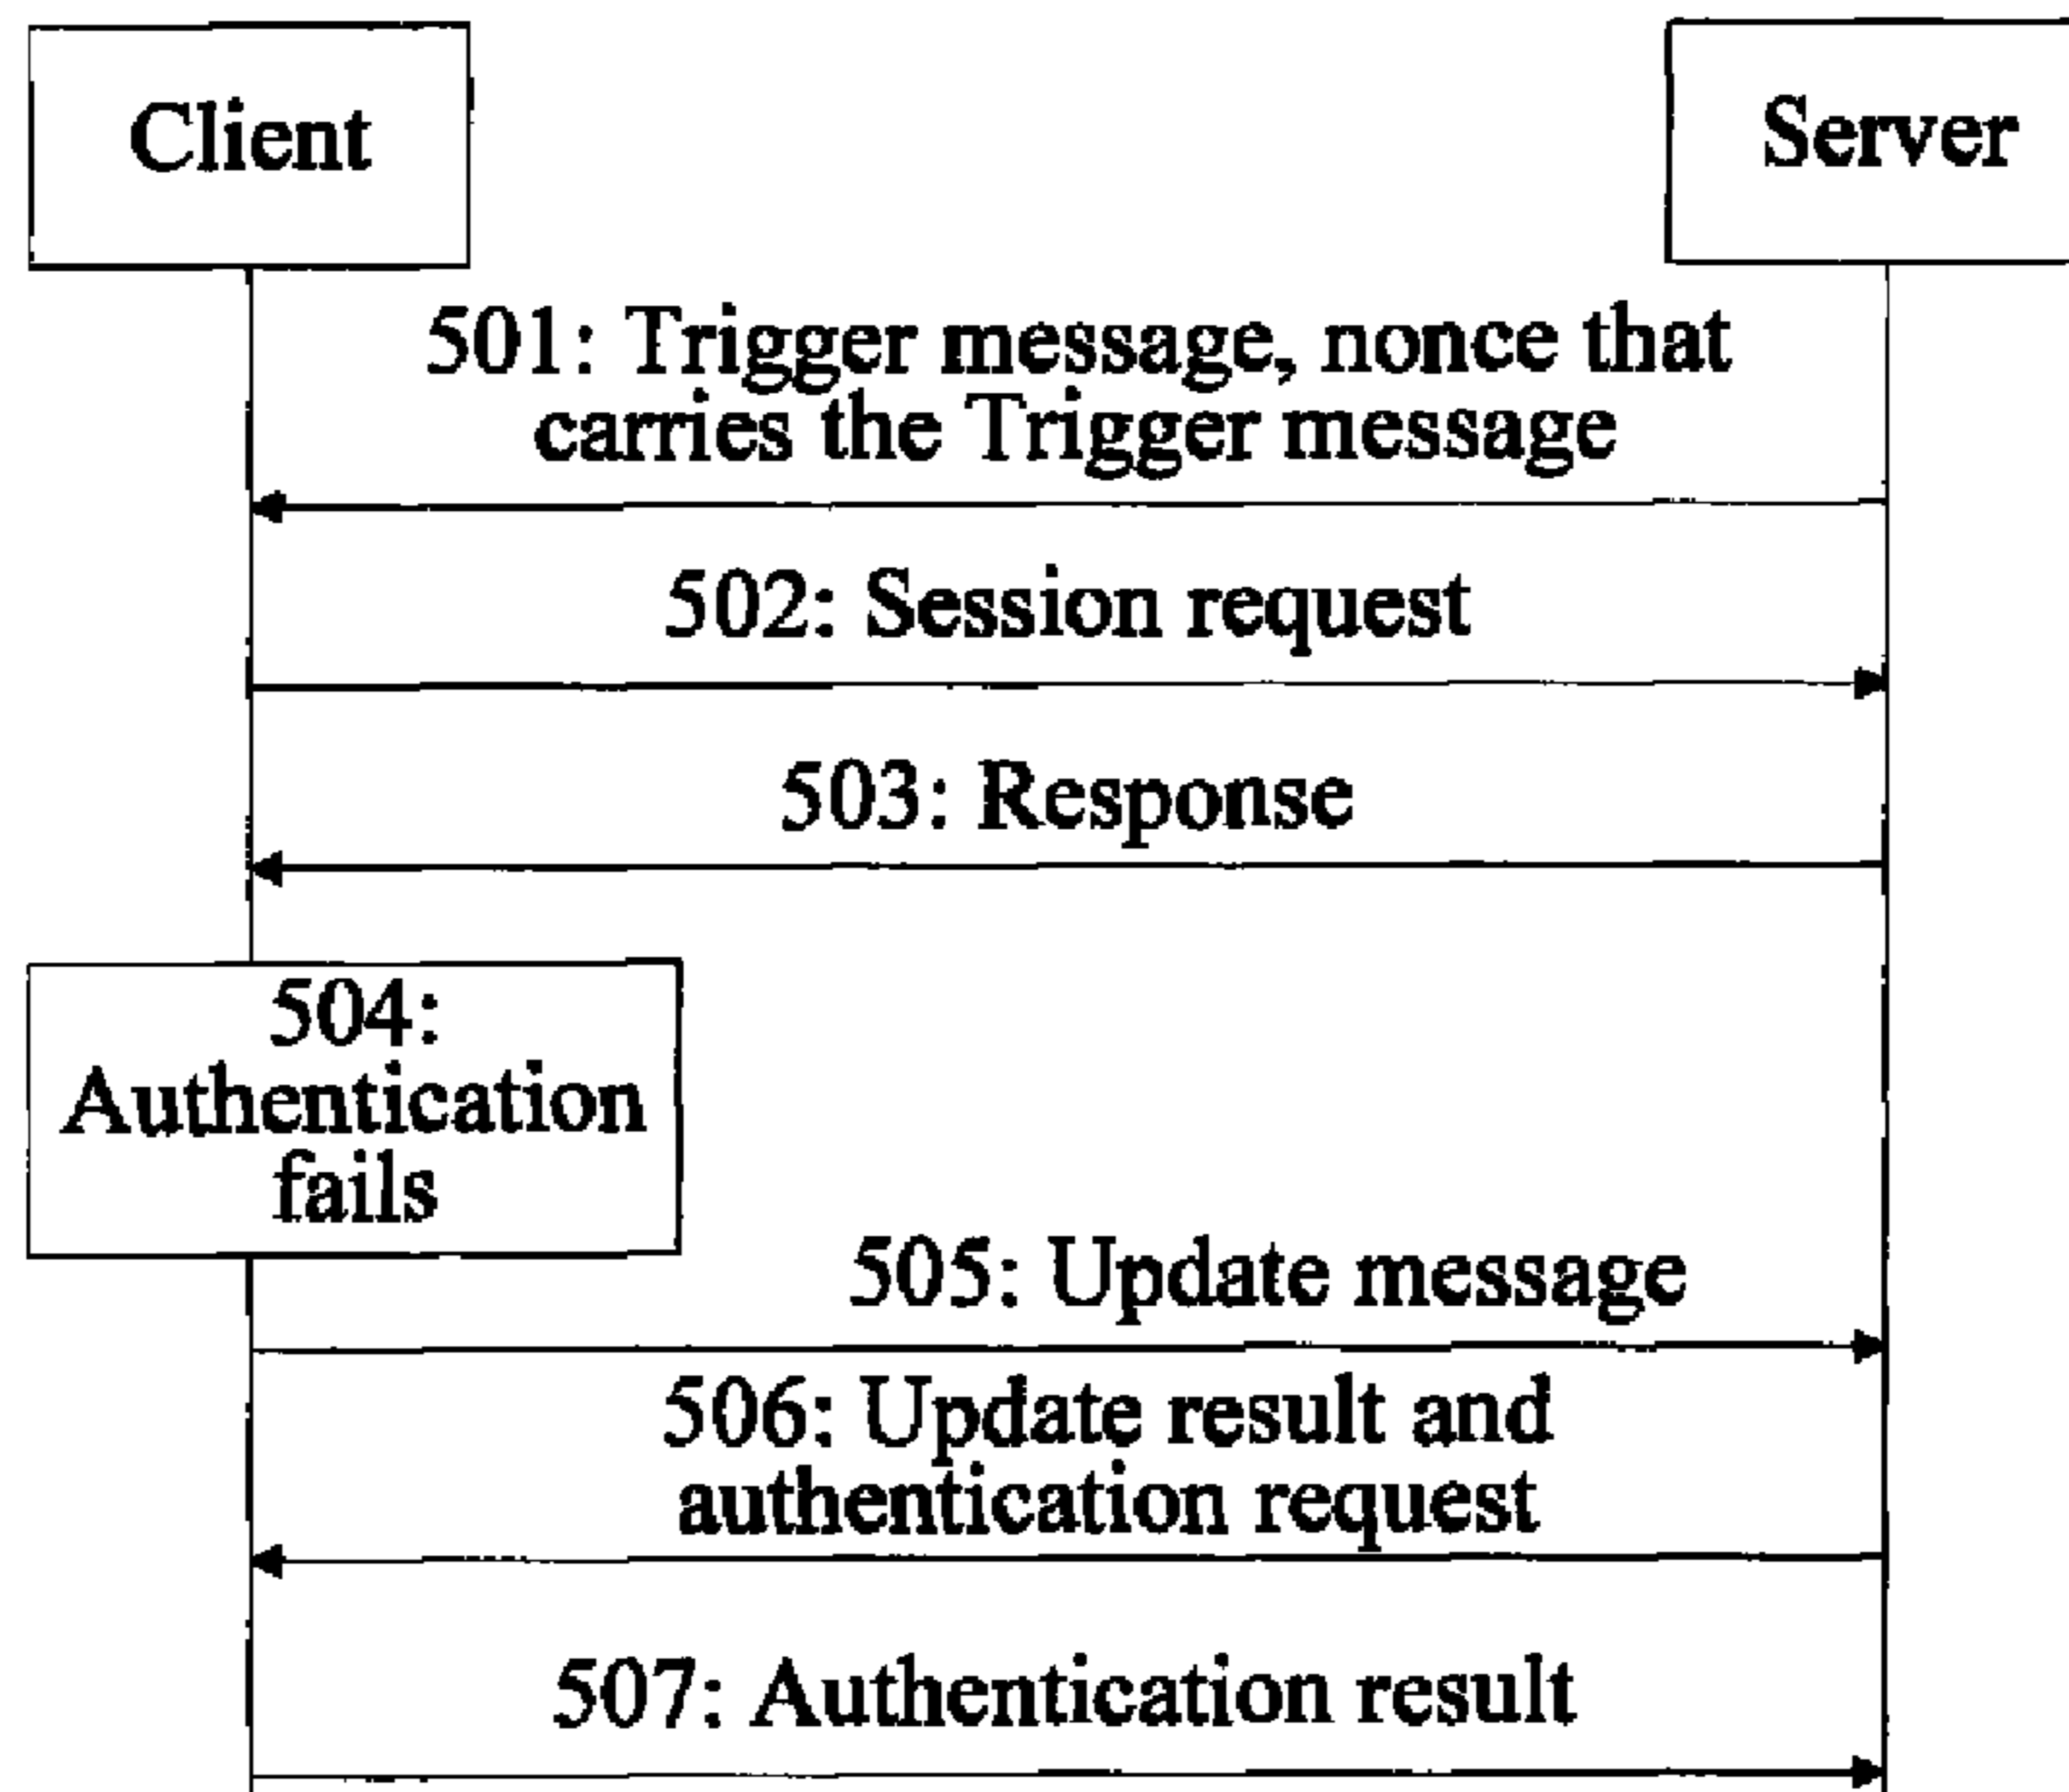 Client
Server
501: Trigger message, nonce that
carries the Trigger message
502: Session request
503: Response
504:
Authentication
fails
505: Update message
506: Update result and
authentication request
507: Authentication result